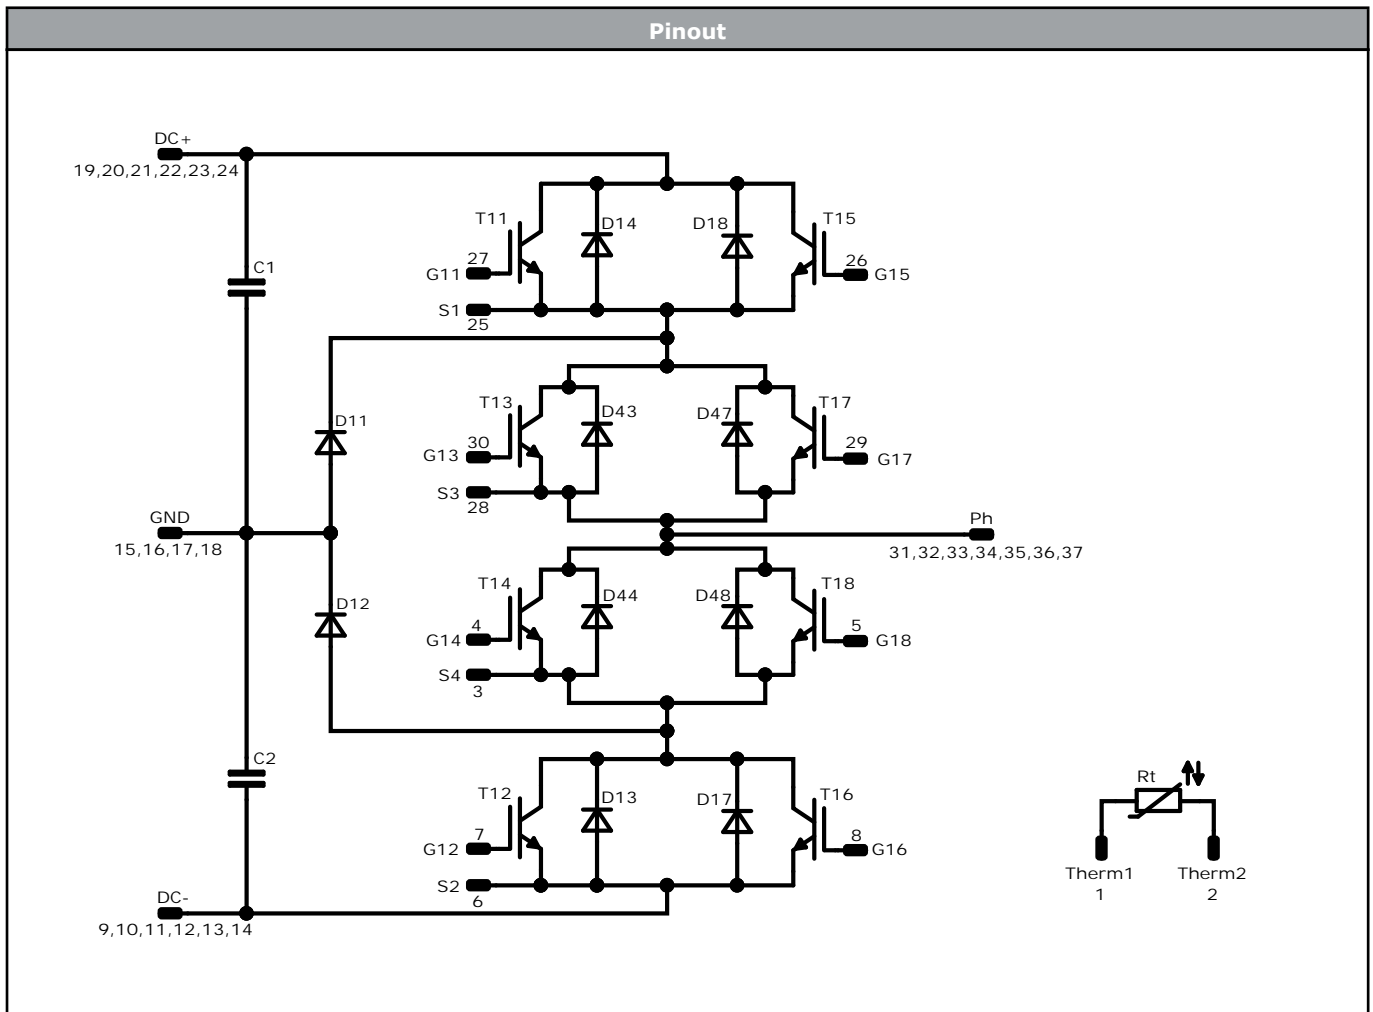 Pinout
DC+
19,20,21,22,23,24
T11
D14
D18
T15
27
G11
26
G15
S1
25
C1
T13
D43
D47
T17
D11
30
G13
29
G17
S3
28
GND
15,16,17,18
Ph
31,32,33,34,35,36,37
T14
D44
D48
T18
D12
4
G14
5
G18
S4
3
C2
T12
D13
D17
T16
7
G12
8
G16
S2
6
DC-
9,10,11,12,13,14
Rt
Therm1
1
Therm2
2